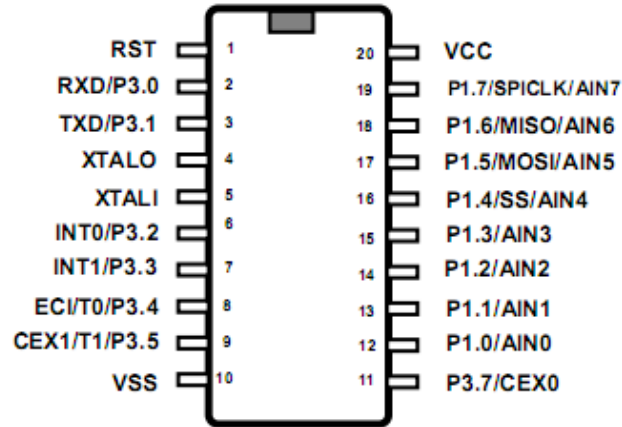 RST 1 20 VCC
RXD/P3.0 2 19 P1.7/SPICLK/AIN7
TXD/P3.1 3 18 P1.6/MISO/AIN6
XTALO 4 17 P1.5/MOSI/AIN5
XTALI 5 16 P1.4/SS/AIN4
INT0/P3.2 6 15 P1.3/AIN3
INT1/P3.3 7 14 P1.2/AIN2
ECI/T0/P3.4 8 13 P1.1/AIN1
CEX1/T1/P3.5 9 12 P1.0/AIN0
VSS 10 11 P3.7/CEX0